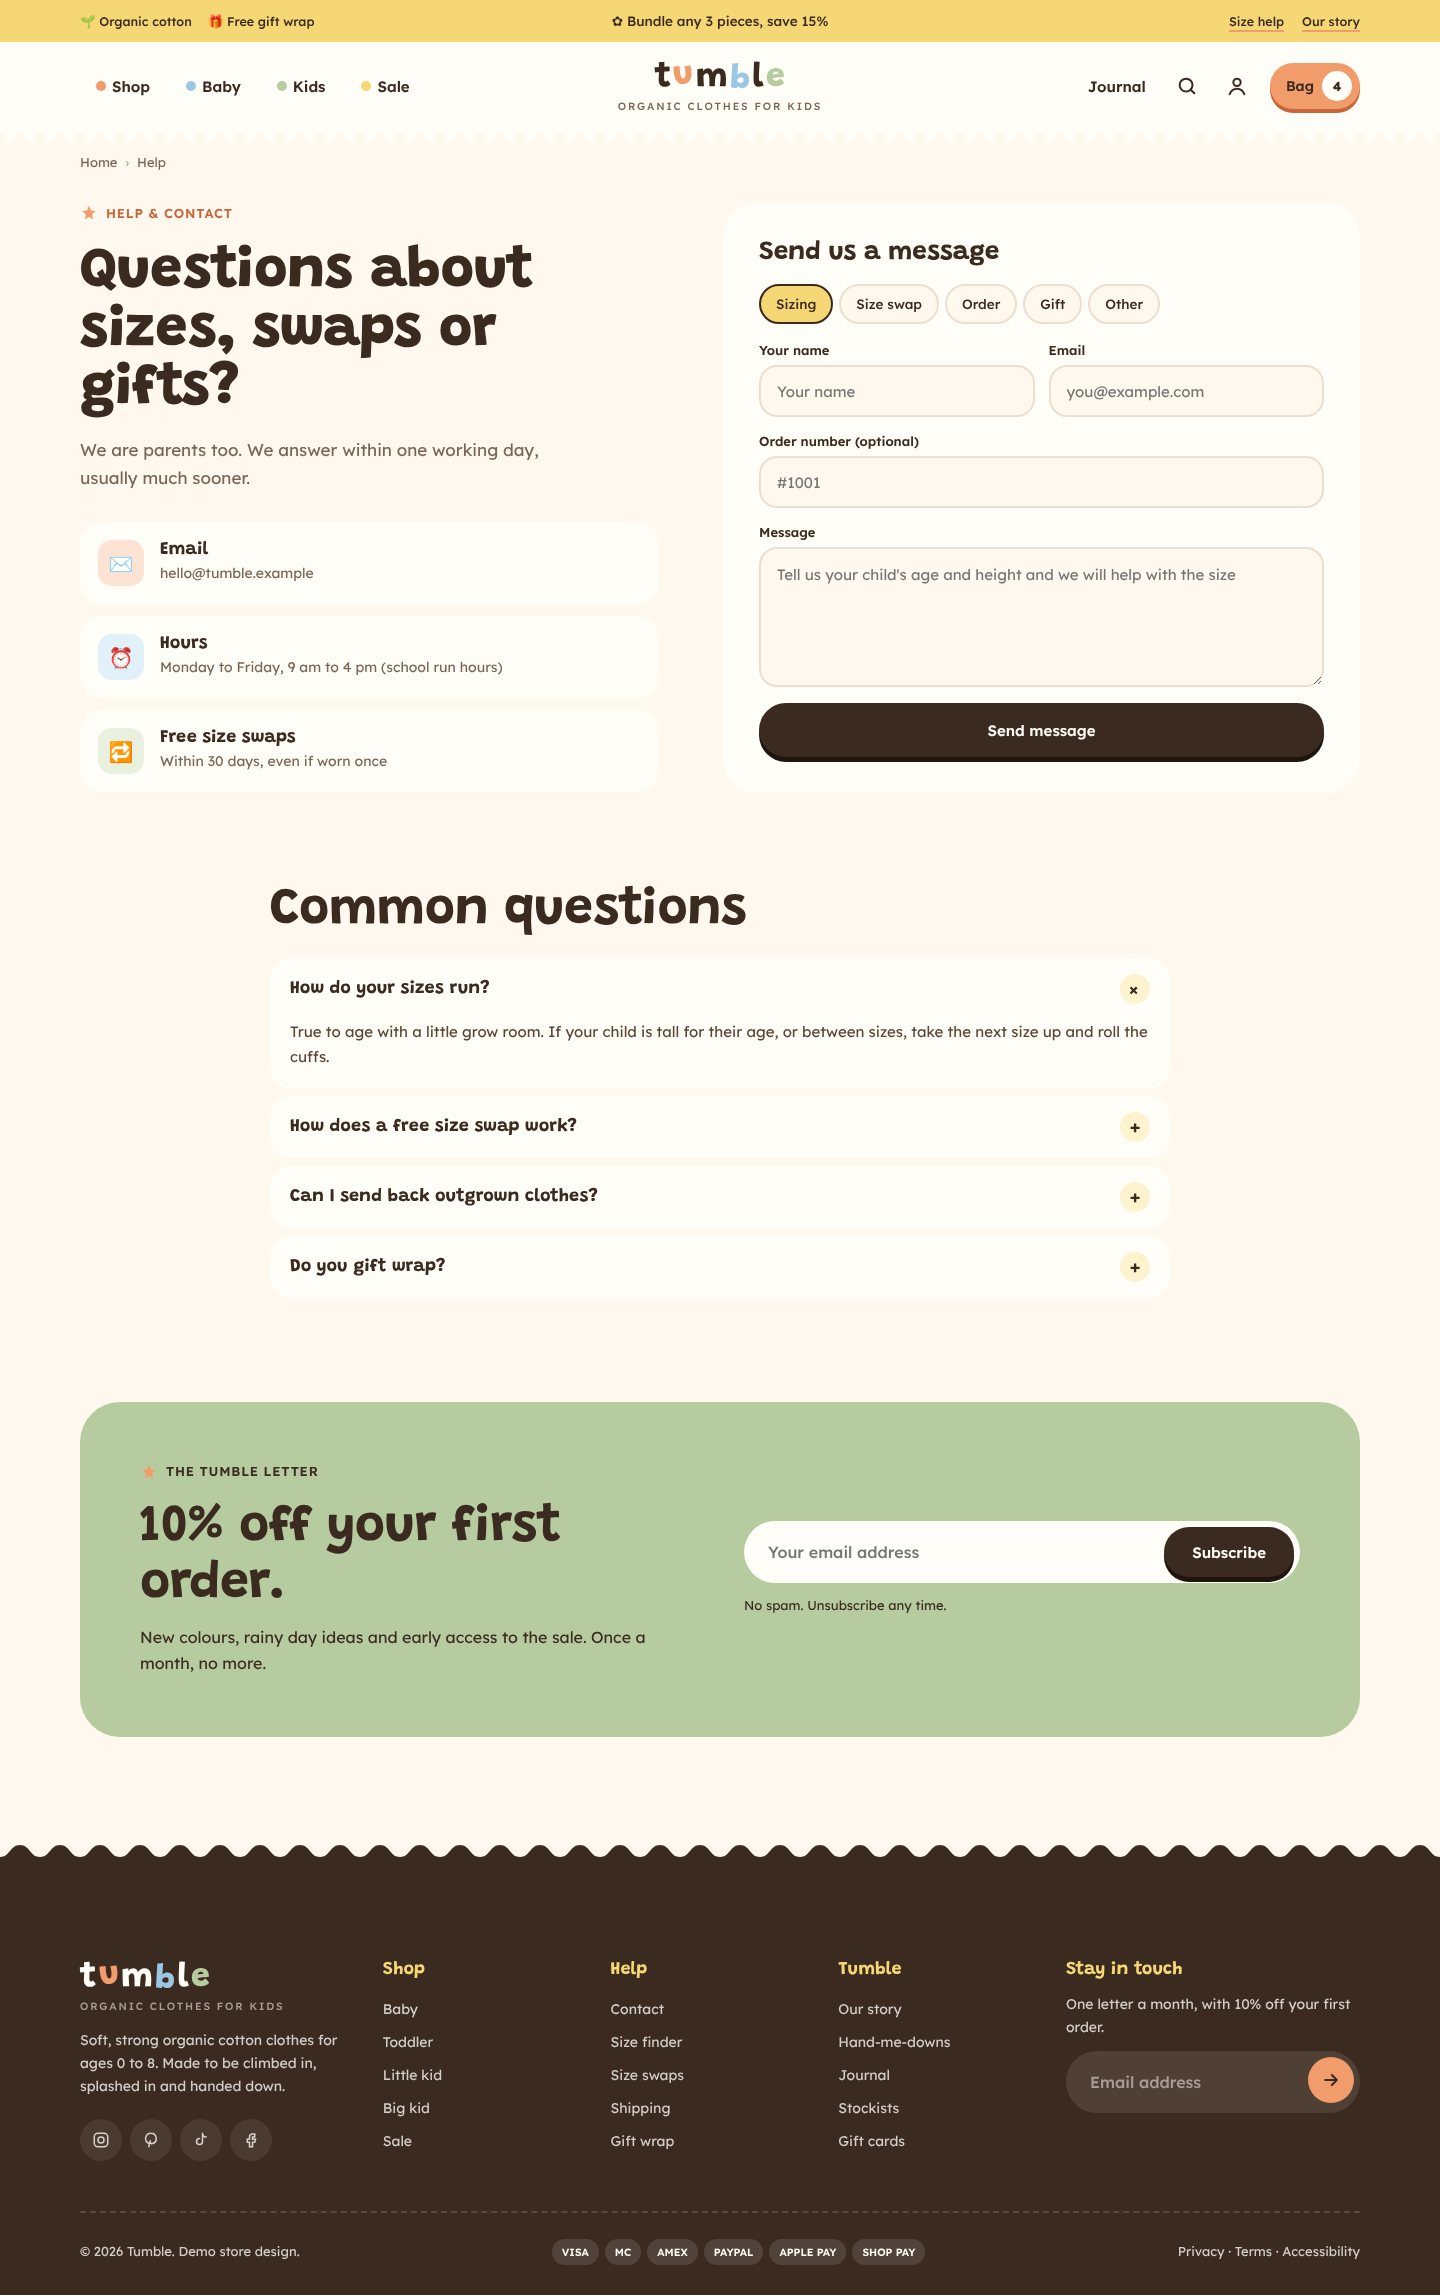 🌱 Organic cotton 🎁 Free gift wrap
✿ Bundle any 3 pieces, save 15%
Size help Our story
Shop Baby Kids Sale
tumble
ORGANIC CLOTHES FOR KIDS
Journal
Bag 4
Home › Help
HELP & CONTACT
Questions about
sizes, swaps or
gifts?
We are parents too. We answer within one working day,
usually much sooner.
Email
hello@tumble.example
Hours
Monday to Friday, 9 am to 4 pm (school run hours)
Free size swaps
Within 30 days, even if worn once
Send us a message
Sizing Size swap Order Gift Other
Your name Email
Your name you@example.com
Order number (optional)
#1001
Message
Tell us your child's age and height and we will help with the size
Send message
Common questions
How do your sizes run? ×
True to age with a little grow room. If your child is tall for their age, or between sizes, take the next size up and roll the
cuffs.
How does a free size swap work? +
Can I send back outgrown clothes? +
Do you gift wrap? +
THE TUMBLE LETTER
10% off your first
order.
New colours, rainy day ideas and early access to the sale. Once a
month, no more.
Your email address Subscribe
No spam. Unsubscribe any time.
tumble
ORGANIC CLOTHES FOR KIDS
Soft, strong organic cotton clothes for
ages 0 to 8. Made to be climbed in,
splashed in and handed down.
Shop
Baby
Toddler
Little kid
Big kid
Sale
Help
Contact
Size finder
Size swaps
Shipping
Gift wrap
Tumble
Our story
Hand-me-downs
Journal
Stockists
Gift cards
Stay in touch
One letter a month, with 10% off your first
order.
Email address
© 2026 Tumble. Demo store design.
VISA MC AMEX PAYPAL APPLE PAY SHOP PAY
Privacy · Terms · Accessibility